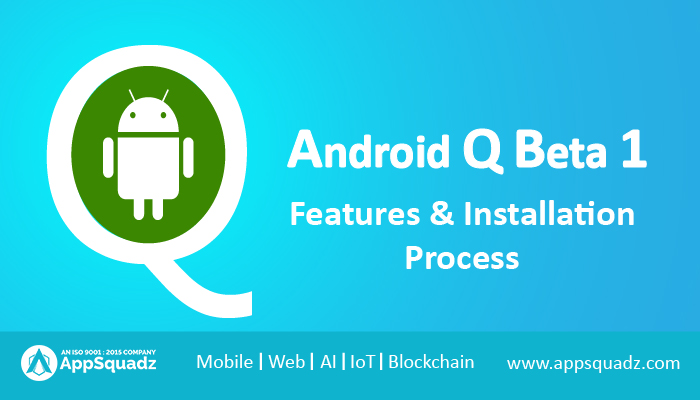 Q
Android Q Beta 1
Features & Installation
Process
AN ISO 9001 : 2015 COMPANY
AppSquadz
Mobile | Web | AI | IoT | Blockchain
www.appsquadz.com